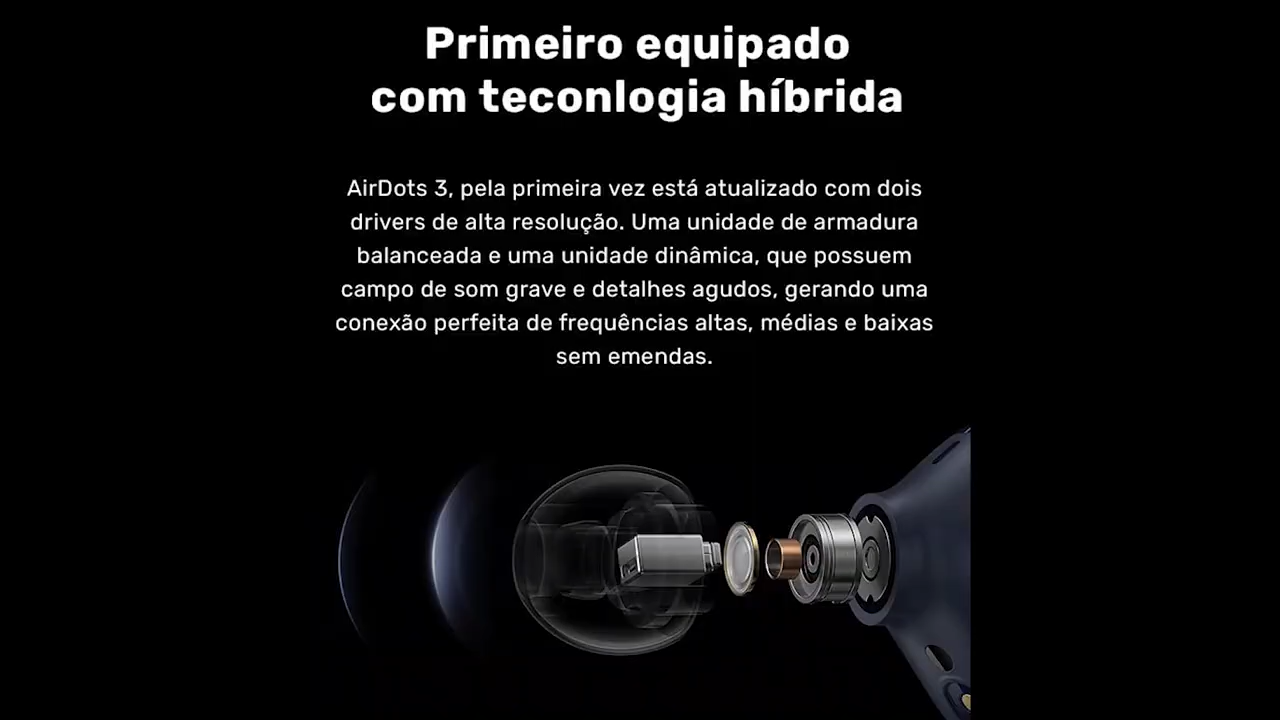 Primeiro equipado
com teconlogia híbrida
AirDots 3, pela primeira vez está atualizado com dois
drivers de alta resolução. Uma unidade de armadura
balanceada e uma unidade dinâmica, que possuem
campo de som grave e detalhes agudos, gerando uma
conexão perfeita de frequências altas, médias e baixas
sem emendas.